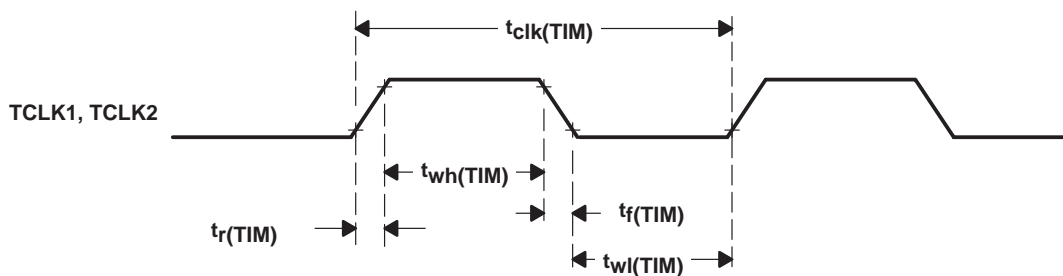 tclk(TIM)
TCLK1, TCLK2
twh(TIM)
tr(TIM)
tf(TIM)
twl(TIM)